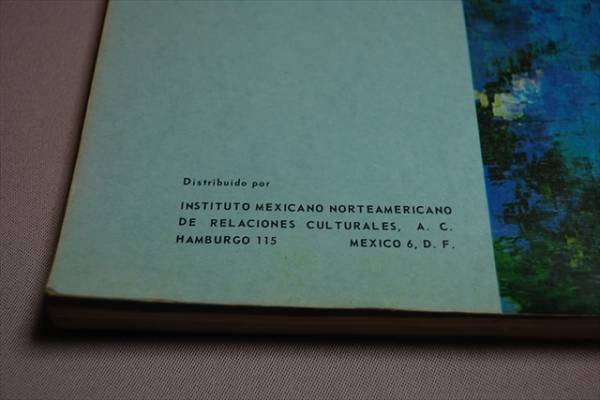 Distribuido por
INSTITUTO MEXICANO NORTEAMERICANO
DE RELACIONES CULTURALES, A. C.
HAMBURGO 115 MEXICO 6, D. F.